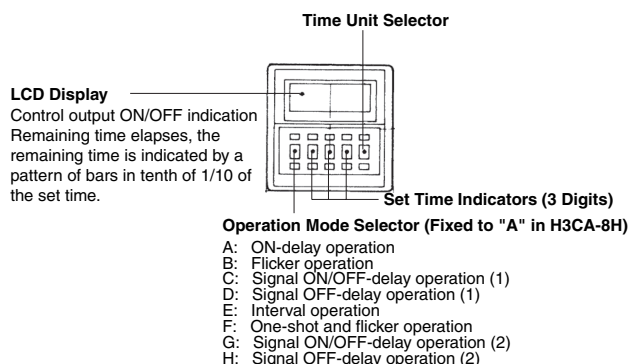 Time Unit Selector
LCD Display
Control output ON/OFF indication
Remaining time elapses, the
remaining time is indicated by a
pattern of bars in tenth of 1/10 of
the set time.
Set Time Indicators (3 Digits)
Operation Mode Selector (Fixed to "A" in H3CA-8H)
A: ON-delay operation
B: Flicker operation
C: Signal ON/OFF-delay operation (1)
D: Signal OFF-delay operation (1)
E: Interval operation
F: One-shot and flicker operation
G: Signal ON/OFF-delay operation (2)
H: Signal OFF-delay operation (2)